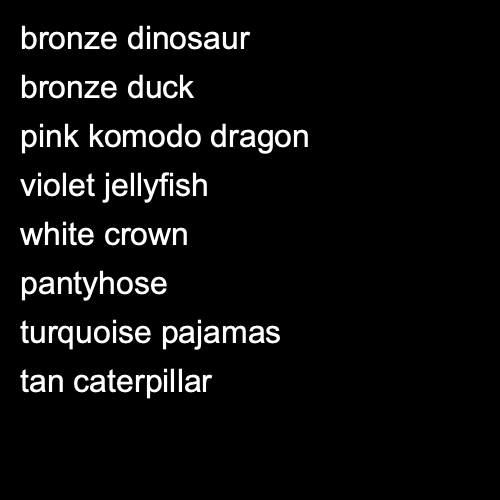 bronze dinosaur
bronze duck
pink komodo dragon
violet jellyfish
white crown
pantyhose
turquoise pajamas
tan caterpillar